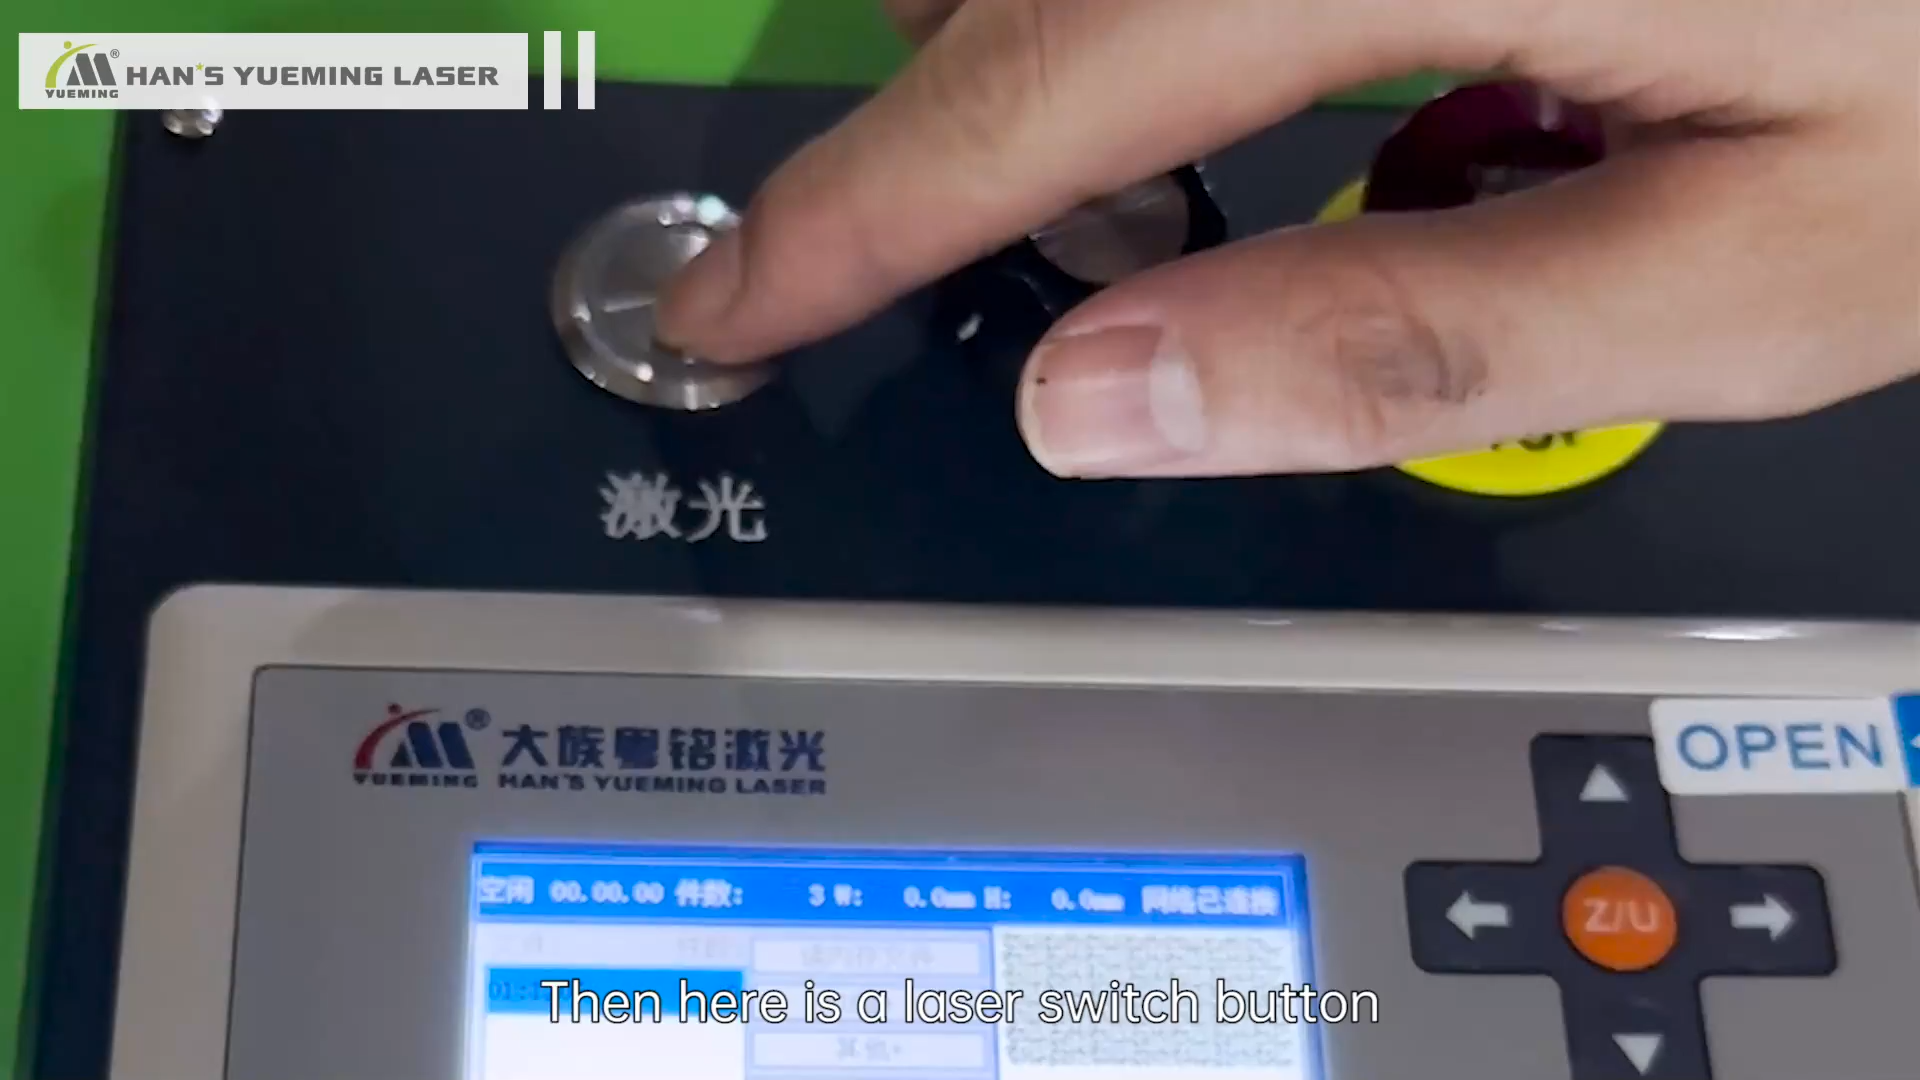 YUEMING
HAN'S YUEMING LASER
激光
YUEMING
大族粤铭激光
HAN'S YUEMING LASER
OPEN
Z/U
空闲 00.00.00 件数: 3 W: 0.0mm H: 0.0mm 网络已连接
Then here is a laser switch button